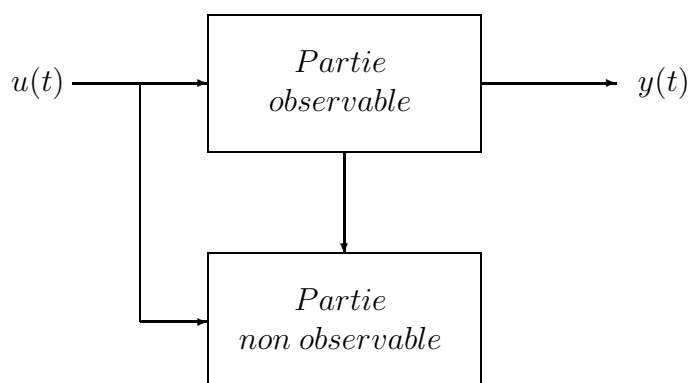 u(t)
Partie
observable
y(t)
Partie
non observable